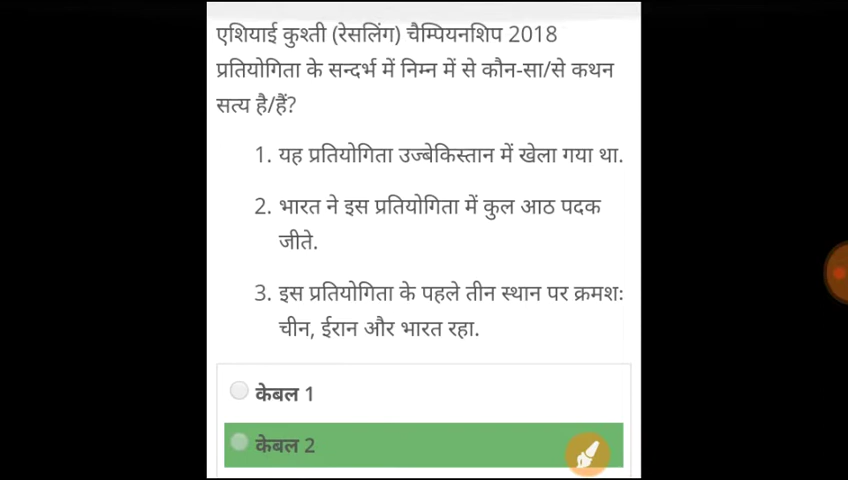 एशियाई कुश्ती (रेसलिंग) चैम्पियनशिप 2018
प्रतियोगिता के सन्दर्भ में निम्न में से कौन-सा/से कथन
सत्य है/हैं?
1. यह प्रतियोगिता उज्बेकिस्तान में खेला गया था.
2. भारत ने इस प्रतियोगिता में कुल आठ पदक
जीते.
3. इस प्रतियोगिता के पहले तीन स्थान पर क्रमशः
चीन, ईरान और भारत रहा.
केबल 1
केबल 2